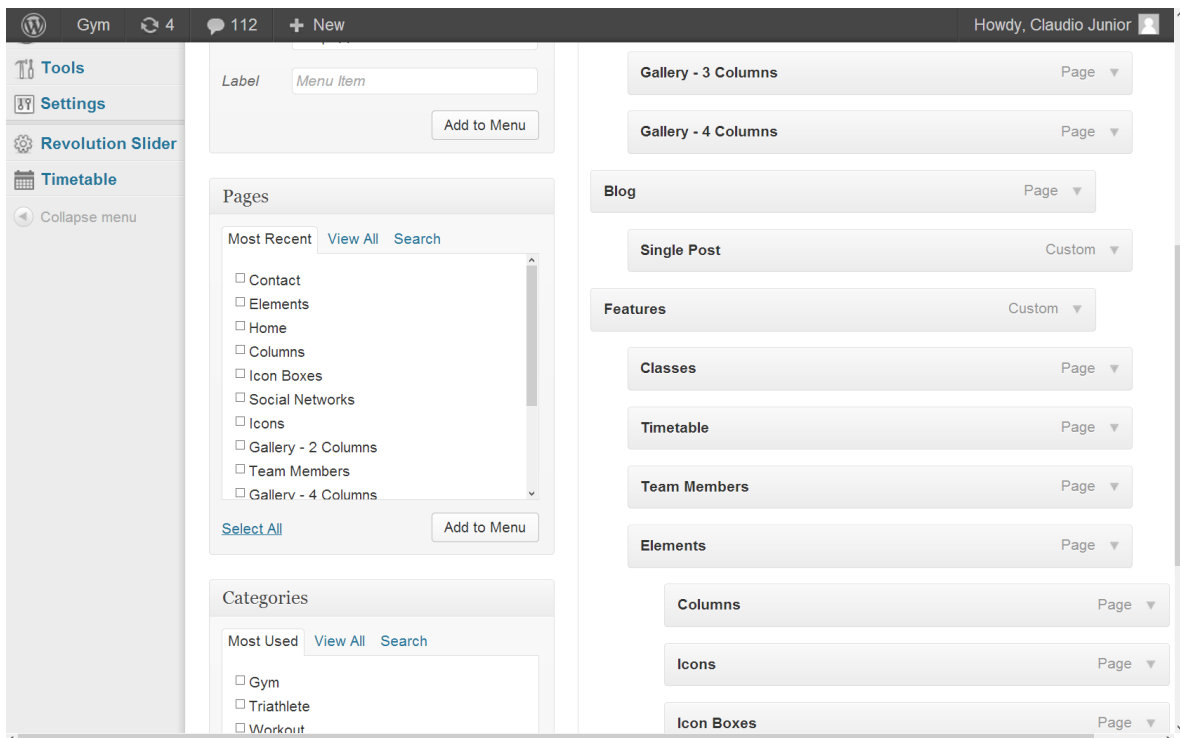 Gym 4 112 + New Howdy, Claudio Junior
Tools
Settings
Revolution Slider
Timetable
Collapse menu
Label Menu Item
Add to Menu
Pages
Most Recent View All Search
Contact
Elements
Home
Columns
Icon Boxes
Social Networks
Icons
Gallery - 2 Columns
Team Members
Gallery - 4 Columns
Select All Add to Menu
Categories
Most Used View All Search
Gym
Triathlete
Workout
Gallery - 3 Columns Page
Gallery - 4 Columns Page
Blog Page
Single Post Custom
Features Custom
Classes Page
Timetable Page
Team Members Page
Elements Page
Columns Page
Icons Page
Icon Boxes Page